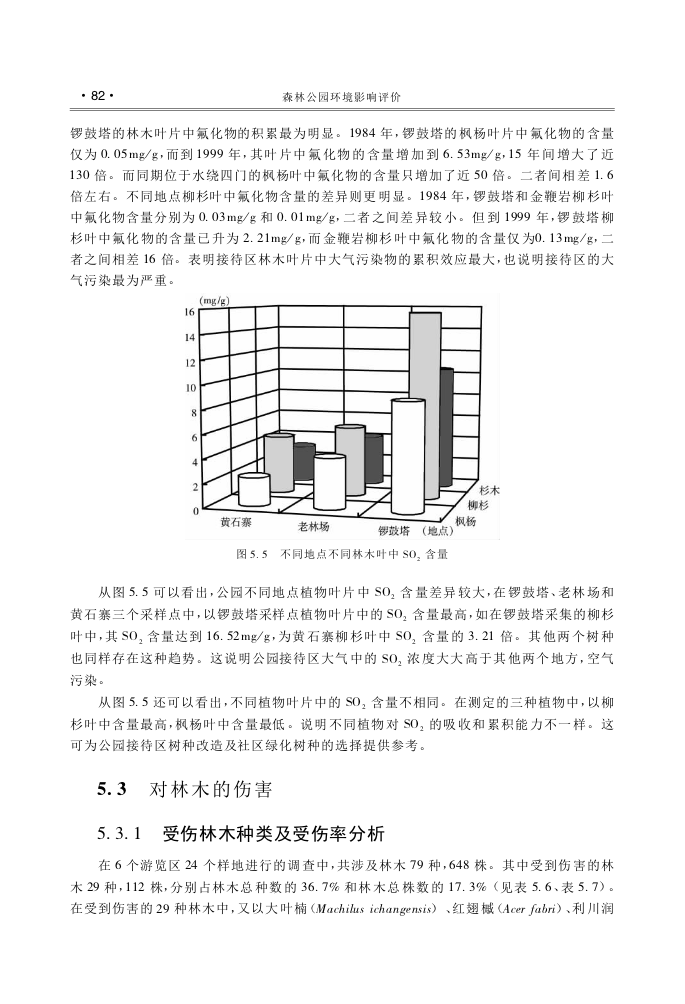 · 82 ·
森林公园环境影响评价
锣鼓塔的林木叶片中氟化物的积累最为明显。1984 年,锣鼓塔的枫杨叶片中氟化物的含量
仅为 0.05mg/g,而到 1999 年,其叶片中氟化物的含量增加到 6.53mg/g,15 年间增大了近
130 倍。而同期位于水绕四门的枫杨叶中氟化物的含量只增加了近 50 倍。二者间相差 1.6
倍左右。不同地点柳杉叶中氟化物含量的差异则更明显。1984 年,锣鼓塔和金鞭岩柳杉叶
中氟化物含量分别为 0.03mg/g 和 0.01mg/g,二者之间差异较小。但到 1999 年,锣鼓塔柳
杉叶中氟化物的含量已升为 2.21mg/g,而金鞭岩柳杉叶中氟化物的含量仅为0.13mg/g,二
者之间相差 16 倍。表明接待区林木叶片中大气污染物的累积效应最大,也说明接待区的大
气污染最为严重。
(mg/g)
16
14
12
10
8
6
4
2
0
黄石寨
老林场
锣鼓塔
(地点)
枫杨
柳杉
杉木
图 5.5 不同地点不同林木叶中 SO₂ 含量
从图 5.5 可以看出,公园不同地点植物叶片中 SO₂ 含量差异较大,在锣鼓塔、老林场和
黄石寨三个采样点中,以锣鼓塔采样点植物叶片中的 SO₂ 含量最高,如在锣鼓塔采集的柳杉
叶中,其 SO₂ 含量达到 16.52mg/g,为黄石寨柳杉叶中 SO₂ 含量的 3.21 倍。其他两个树种
也同样存在这种趋势。这说明公园接待区大气中的 SO₂ 浓度大大高于其他两个地方,空气
污染。
从图 5.5 还可以看出,不同植物叶片中的 SO₂ 含量不相同。在测定的三种植物中,以柳
杉叶中含量最高,枫杨叶中含量最低。说明不同植物对 SO₂ 的吸收和累积能力不一样。这
可为公园接待区树种改造及社区绿化树种的选择提供参考。
5.3 对林木的伤害
5.3.1 受伤林木种类及受伤率分析
在 6 个游览区 24 个样地进行的调查中,共涉及林木 79 种,648 株。其中受到伤害的林
木 29 种,112 株,分别占林木总种数的 36.7% 和林木总株数的 17.3%(见表 5.6、表 5.7)。
在受到伤害的 29 种林木中,又以大叶楠(Machilus ichangensis)、红翅槭(Acer fabri)、利川润